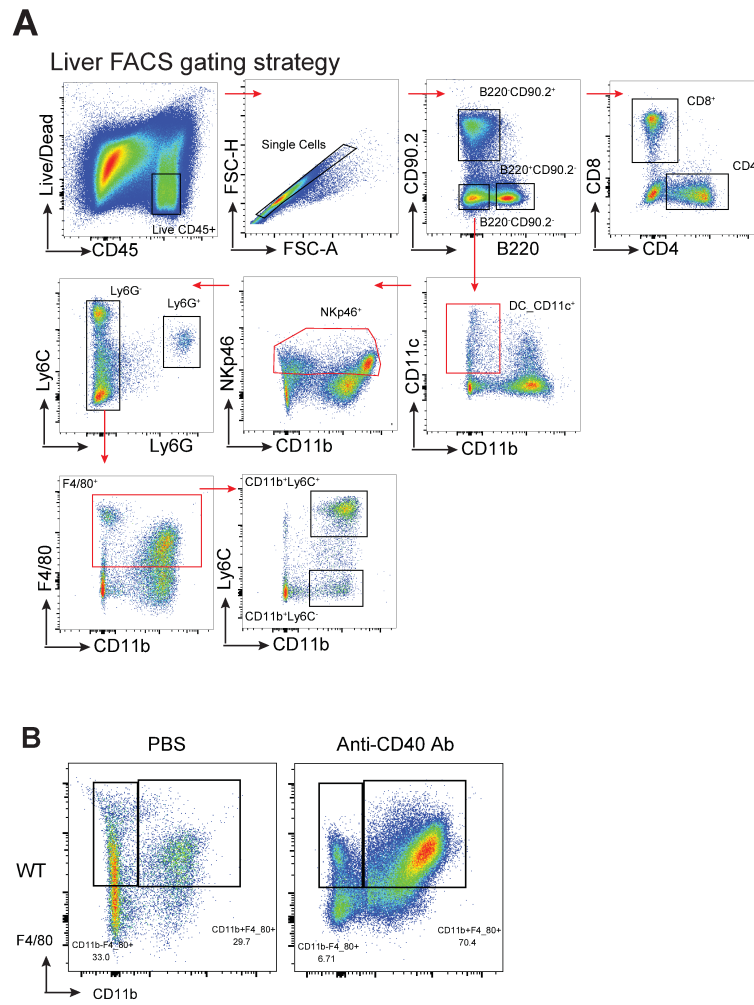 A
Liver FACS gating strategy
Live/Dead
Live CD45+
CD45
FSC-H
Single Cells
FSC-A
CD90.2
B220-CD90.2+
B220+CD90.2-
B220-CD90.2-
B220
CD8
CD8+
CD4
CD4
Ly6C
Ly6G-
Ly6G+
Ly6G
NKp46
NKp46+
CD11b
CD11c
DC_CD11c+
CD11b
F4/80
F4/80+
CD11b
Ly6C
CD11b+Ly6C+
CD11b+Ly6C-
CD11b
B
PBS
Anti-CD40 Ab
WT
F4/80
CD11b-F4_80+
33.0
CD11b+F4_80+
29.7
CD11b-F4_80+
6.71
CD11b+F4_80+
70.4
CD11b